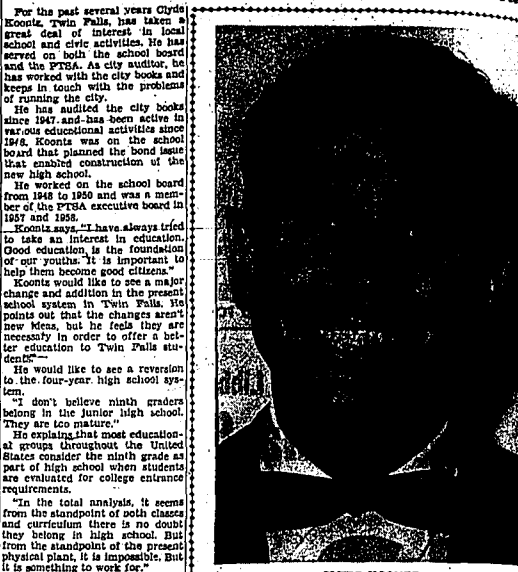 For the past several years Clyde
Koontz, Twin Falls, has taken a
great deal of interest in local
school and civic activities. He has
served on both the school board
and the PTSA. As city auditor, he
has worked with the city books and
keeps in touch with the problems
of running the city.
He has audited the city books
since 1947 and has been active in
various educational activities since
1948. Koontz was on the school
board that planned the bond issue
that enabled construction of the
new high school.
He worked on the school board
from 1948 to 1950 and was a mem-
ber of the PTSA executive board in
1957 and 1958.
Koontz says, "I have always tried
to take an interest in education.
Good education, is the foundation
of our youths. It is important to
help them become good citizens."
Koontz would like to see a major
change and addition in the present
school system in Twin Falls. He
points out that the changes aren't
new ideas, but he feels they are
necessary in order to offer a bet-
ter education to Twin Falls stu-
dents."
He would like to see a reversion
to the four-year high school sys-
tem.
"I don't believe ninth graders
belong in the junior high school.
They are too mature."
He explains that most education-
al groups throughout the United
States consider the ninth grade as
part of high school when students
are evaluated for college entrance
requirements.
"In the total analysis, it seems
from the standpoint of both classes
and curriculum there is no doubt
they belong in high school. But
from the standpoint of the present
physical plant, it is impossible. But
it is something to work for."